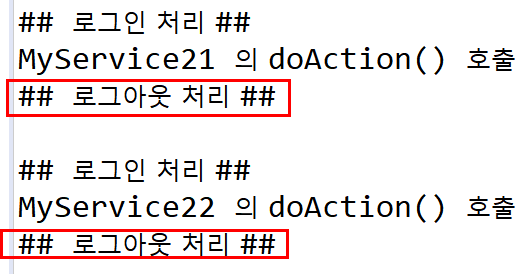 ## 로그인 처리 ##
MyService21 의 doAction() 호출
## 로그아웃 처리 ##
## 로그인 처리 ##
MyService22 의 doAction() 호출
## 로그아웃 처리 ##